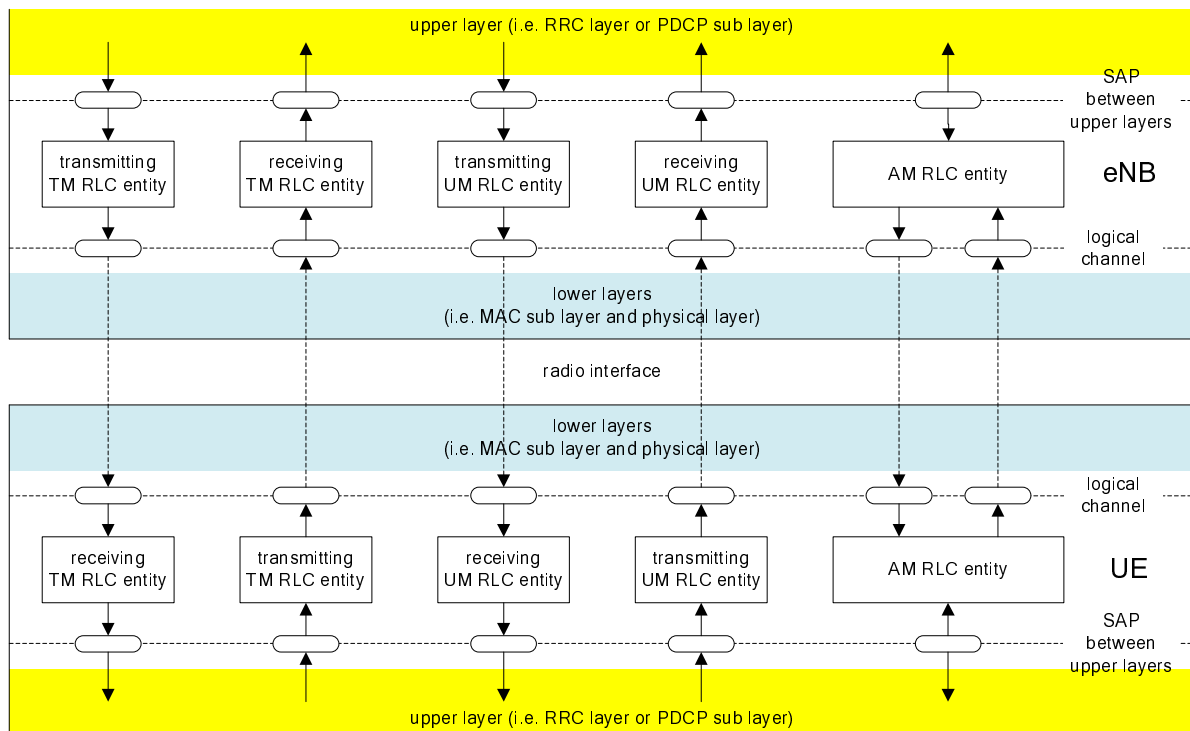 upper layer (i.e. RRC layer or PDCP sub layer)
SAP
between
upper layers
transmitting
TM RLC entity
receiving
TM RLC entity
transmitting
UM RLC entity
receiving
UM RLC entity
AM RLC entity
eNB
logical
channel
lower layers
(i.e. MAC sub layer and physical layer)
radio interface
lower layers
(i.e. MAC sub layer and physical layer)
logical
channel
receiving
TM RLC entity
transmitting
TM RLC entity
receiving
UM RLC entity
transmitting
UM RLC entity
AM RLC entity
UE
SAP
between
upper layers
upper layer (i.e. RRC layer or PDCP sub layer)